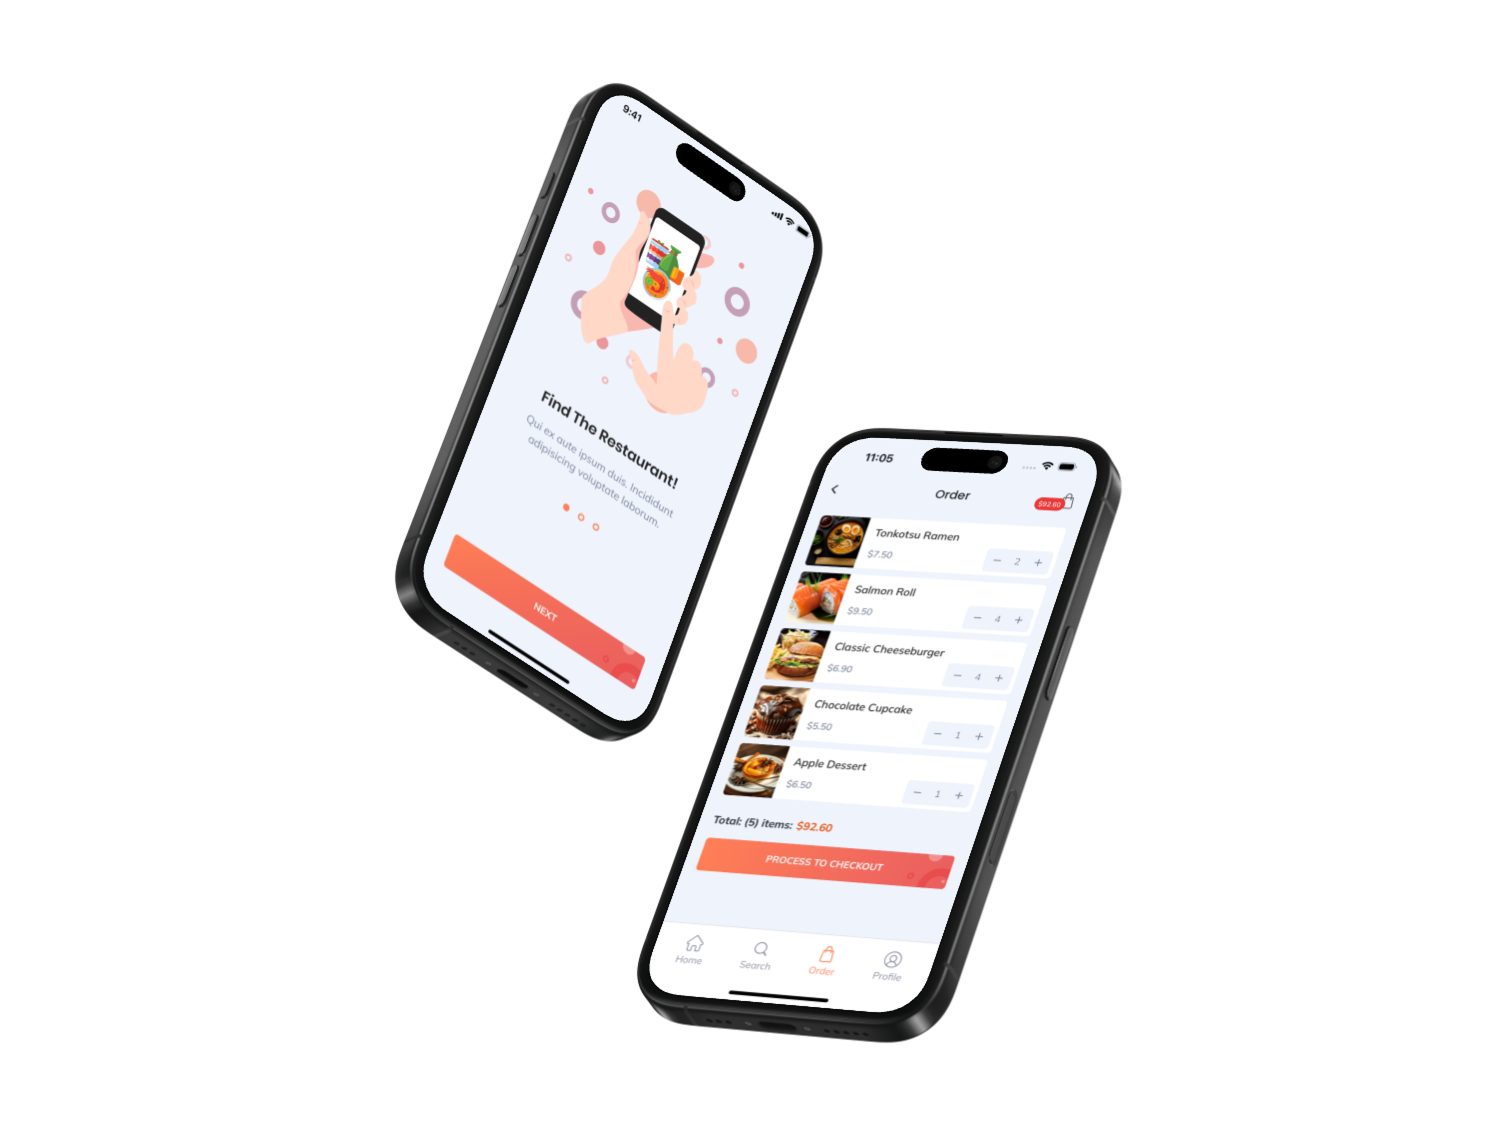 9:41
Find The Restaurant!
Qui ex aute ipsum duis. Incididunt
adipisicing voluptate laborum.
NEXT
11:05
Order
$92.60
Tonkotsu Ramen
$7.50
2
Salmon Roll
$9.50
4
Classic Cheeseburger
$6.90
4
Chocolate Cupcake
$5.50
1
Apple Dessert
$6.50
1
Total: (5) items: $92.60
PROCESS TO CHECKOUT
Home
Search
Order
Profile